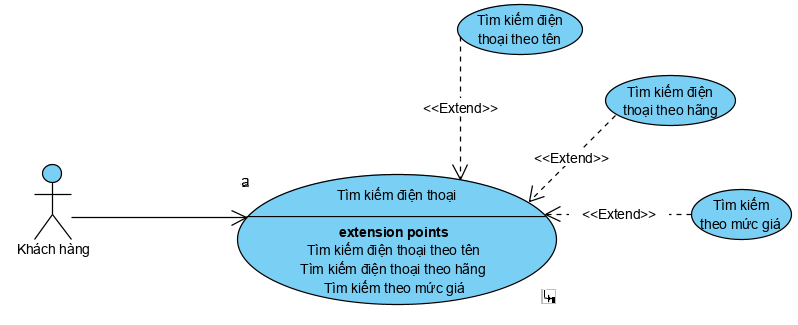 Tìm kiếm điện
thoại theo tên
<<Extend>>
Tìm kiếm điện
thoại theo hãng
<<Extend>>
a
Tìm kiếm điện thoại
<<Extend>>
Tìm kiếm
theo mức giá
Khách hàng
extension points
Tìm kiếm điện thoại theo tên
Tìm kiếm điện thoại theo hãng
Tìm kiếm theo mức giá